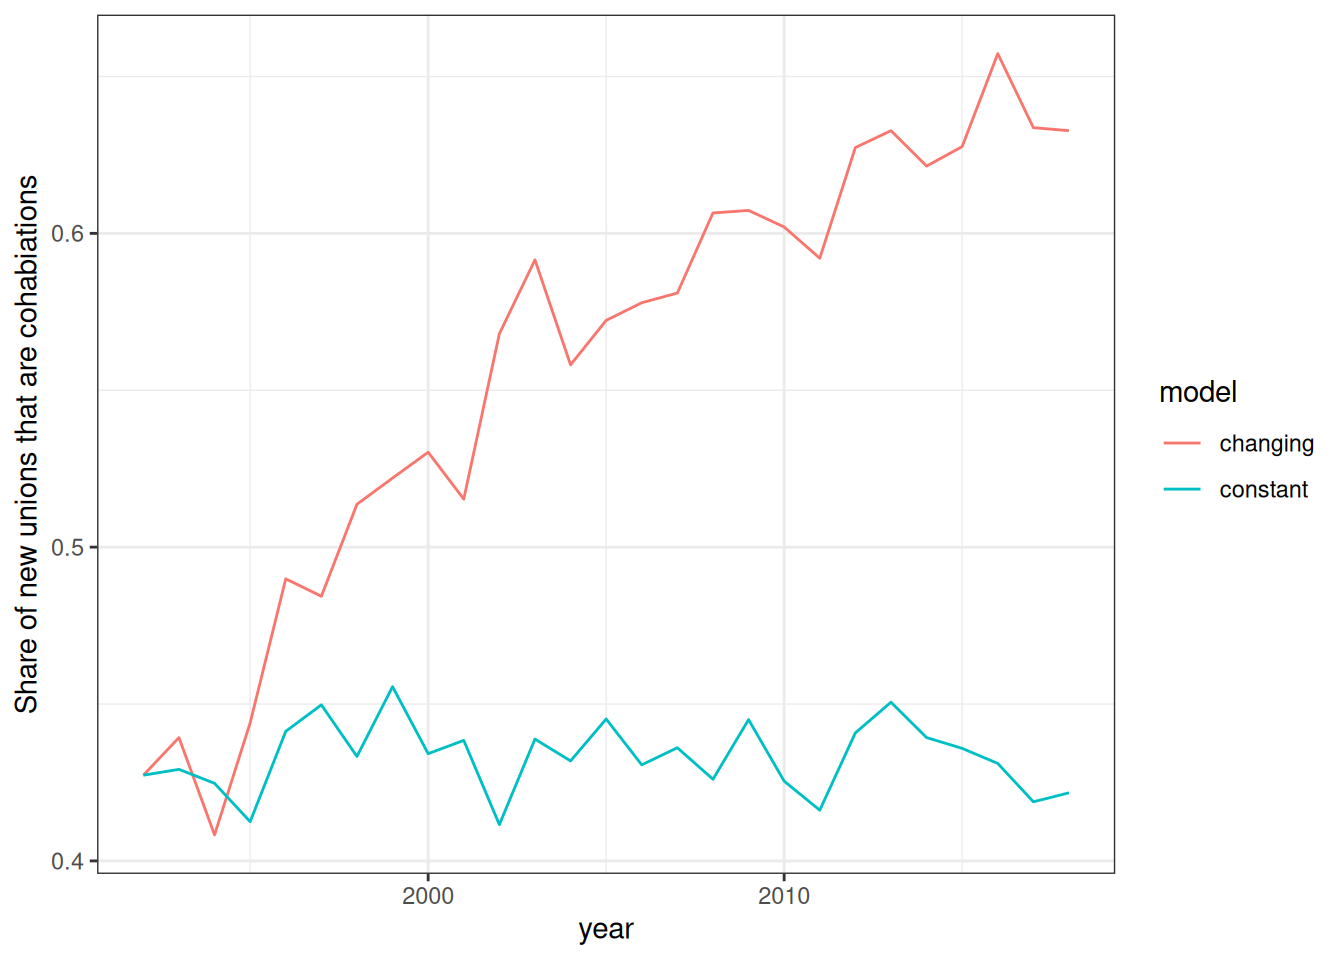 Share of new unions that are cohabiations
0.6
0.5
0.4
2000
2010
year
model
changing
constant